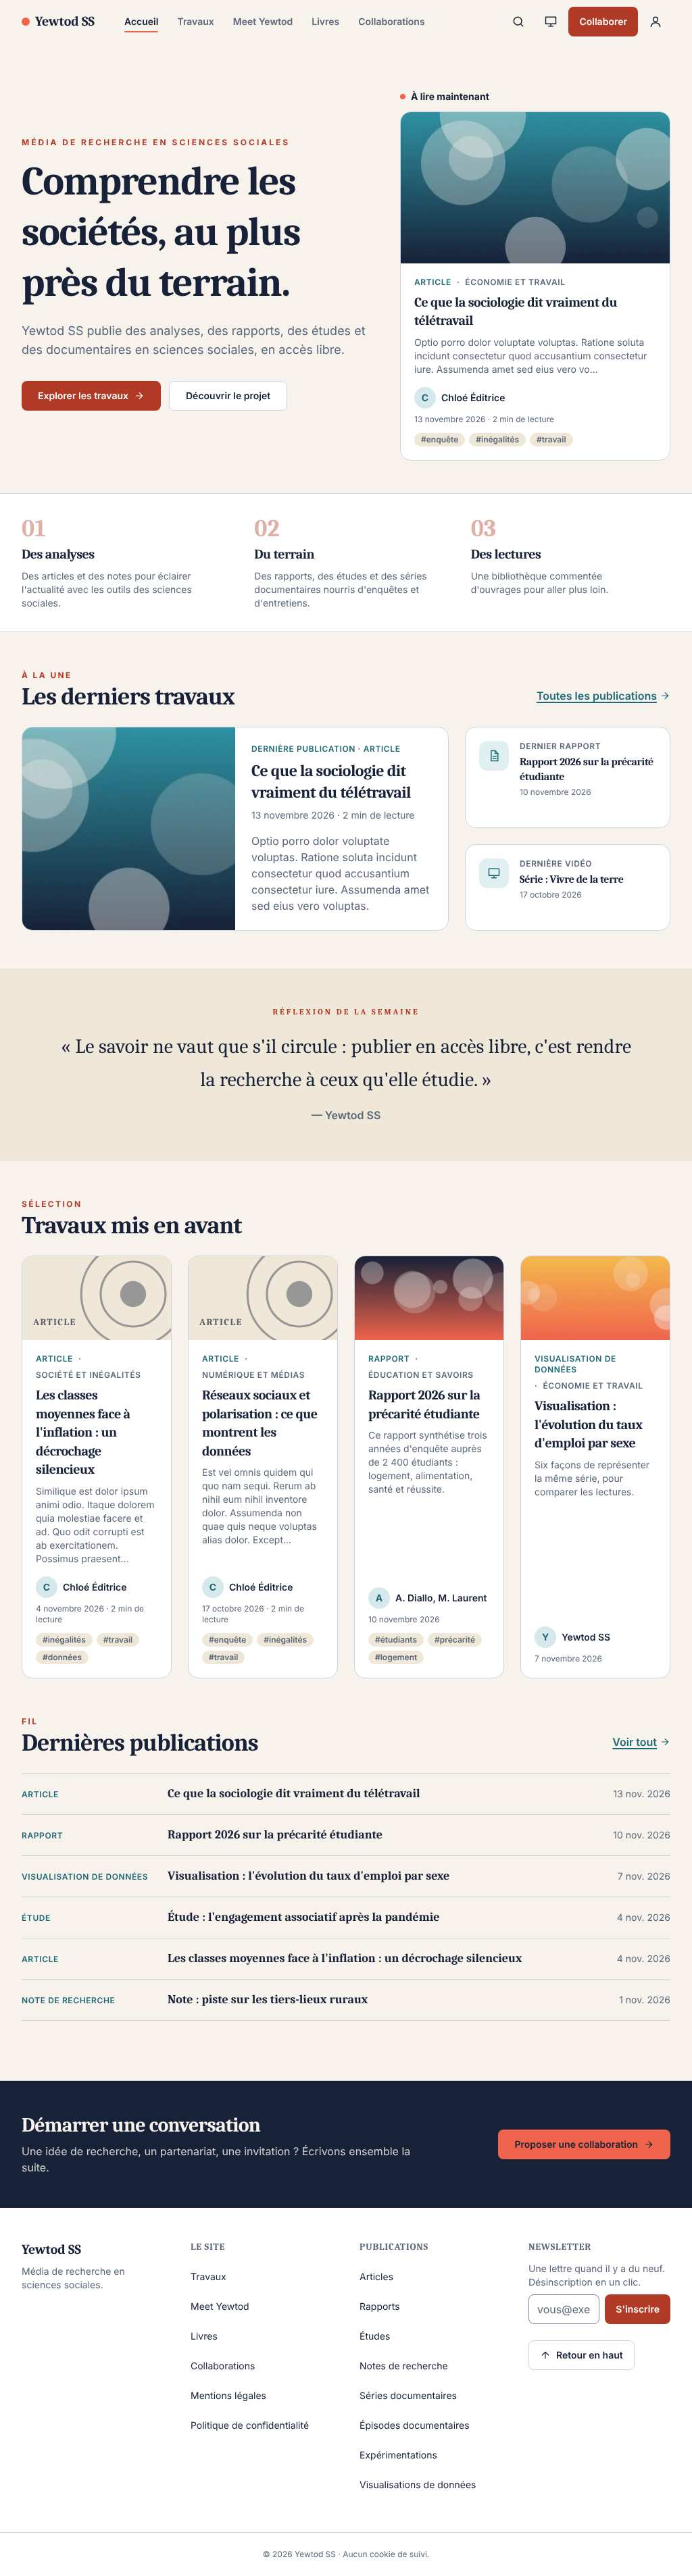 Yewtod SS
Accueil
Travaux
Meet Yewtod
Livres
Collaborations
Collaborer
MÉDIA DE RECHERCHE EN SCIENCES SOCIALES
Comprendre les
sociétés, au plus
près du terrain.
Yewtod SS publie des analyses, des rapports, des études et
des documentaires en sciences sociales, en accès libre.
Explorer les travaux →
Découvrir le projet
À lire maintenant
ARTICLE · ÉCONOMIE ET TRAVAIL
Ce que la sociologie dit vraiment du
télétravail
Optio porro dolor voluptate voluptas. Ratione soluta
incidunt consectetur quod accusantium consectetur
iure. Assumenda amet sed eius vero vo…
C Chloé Éditrice
13 novembre 2026 · 2 min de lecture
#enquête #inégalités #travail
01
Des analyses
Des articles et des notes pour éclairer
l'actualité avec les outils des sciences
sociales.
02
Du terrain
Des rapports, des études et des séries
documentaires nourris d'enquêtes et
d'entretiens.
03
Des lectures
Une bibliothèque commentée
d'ouvrages pour aller plus loin.
À LA UNE
Les derniers travaux
Toutes les publications →
DERNIÈRE PUBLICATION · ARTICLE
Ce que la sociologie dit
vraiment du télétravail
13 novembre 2026 · 2 min de lecture
Optio porro dolor voluptate
voluptas. Ratione soluta incidunt
consectetur quod accusantium
consectetur iure. Assumenda amet
sed eius vero voluptas.
DERNIER RAPPORT
Rapport 2026 sur la précarité
étudiante
10 novembre 2026
DERNIÈRE VIDÉO
Série : Vivre de la terre
17 octobre 2026
RÉFLEXION DE LA SEMAINE
« Le savoir ne vaut que s'il circule : publier en accès libre, c'est rendre
la recherche à ceux qu'elle étudie. »
— Yewtod SS
SÉLECTION
Travaux mis en avant
ARTICLE
ARTICLE ·
SOCIÉTÉ ET INÉGALITÉS
Les classes
moyennes face à
l'inflation : un
décrochage
silencieux
Similique est dolor ipsum
animi odio. Itaque dolorem
quia molestiae facere et
ad. Quo odit corrupti est
ab exercitationem.
Possimus praesent…
C Chloé Éditrice
4 novembre 2026 · 2 min de
lecture
#inégalités #travail
#données
ARTICLE
ARTICLE ·
NUMÉRIQUE ET MÉDIAS
Réseaux sociaux et
polarisation : ce que
montrent les
données
Est vel omnis quidem qui
quo nam sequi. Rerum ab
nihil eum nihil inventore
dolor. Assumenda non
quae quis neque voluptas
alias dolor. Except…
C Chloé Éditrice
17 octobre 2026 · 2 min de
lecture
#enquête #inégalités
#travail
RAPPORT ·
ÉDUCATION ET SAVOIRS
Rapport 2026 sur la
précarité étudiante
Ce rapport synthétise trois
années d'enquête auprès
de 2 400 étudiants :
logement, alimentation,
santé et réussite.
A A. Diallo, M. Laurent
10 novembre 2026
#étudiants #précarité
#logement
VISUALISATION DE
DONNÉES
· ÉCONOMIE ET TRAVAIL
Visualisation :
l'évolution du taux
d'emploi par sexe
Six façons de représenter
la même série, pour
comparer les lectures.
Y Yewtod SS
7 novembre 2026
FIL
Dernières publications
Voir tout →
ARTICLE Ce que la sociologie dit vraiment du télétravail 13 nov. 2026
RAPPORT Rapport 2026 sur la précarité étudiante 10 nov. 2026
VISUALISATION DE DONNÉES Visualisation : l'évolution du taux d'emploi par sexe 7 nov. 2026
ÉTUDE Étude : l'engagement associatif après la pandémie 4 nov. 2026
ARTICLE Les classes moyennes face à l'inflation : un décrochage silencieux 4 nov. 2026
NOTE DE RECHERCHE Note : piste sur les tiers-lieux ruraux 1 nov. 2026
Démarrer une conversation
Une idée de recherche, un partenariat, une invitation ? Écrivons ensemble la
suite.
Proposer une collaboration →
Yewtod SS
Média de recherche en
sciences sociales.
LE SITE
Travaux
Meet Yewtod
Livres
Collaborations
Mentions légales
Politique de confidentialité
PUBLICATIONS
Articles
Rapports
Études
Notes de recherche
Séries documentaires
Épisodes documentaires
Expérimentations
Visualisations de données
NEWSLETTER
Une lettre quand il y a du neuf.
Désinscription en un clic.
vous@exe
S'inscrire
↑ Retour en haut
© 2026 Yewtod SS · Aucun cookie de suivi.